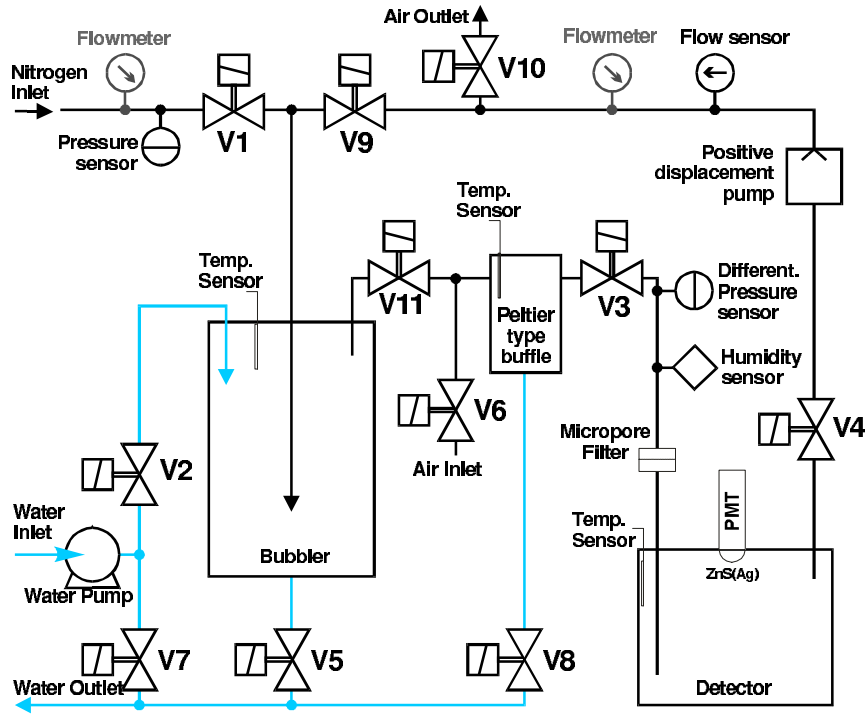 Air Outlet
Flowmeter
Flowmeter
Flow sensor
V10
Nitrogen
Inlet
V1
V9
Pressure
sensor
Positive
displacement
pump
Temp.
Sensor
Temp.
Sensor
V11
V3
Different.
Pressure
sensor
Peltier
type
buffle
Humidity
sensor
V6
V4
Air Inlet
Micropore
Filter
V2
PMT
Water
Inlet
Temp.
Sensor
Bubbler
ZnS(Ag)
Water Pump
V7
V5
V8
Water Outlet
Detector